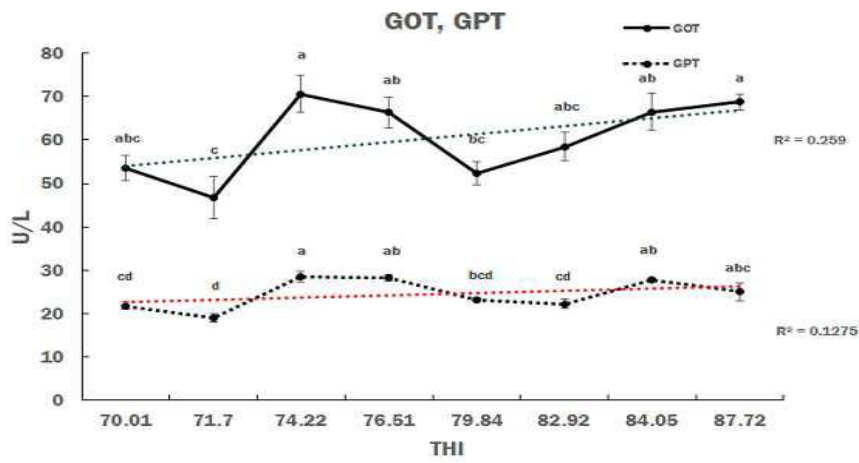 GOT, GPT
GOT
GPT
80
70
60
50
40
30
20
10
0
U/L
abc
c
a
ab
bc
abc
ab
a
R² = 0.259
cd
d
a
ab
bcd
cd
ab
abc
R² = 0.1275
70.01 71.7 74.22 76.51 79.84 82.92 84.05 87.72
THI